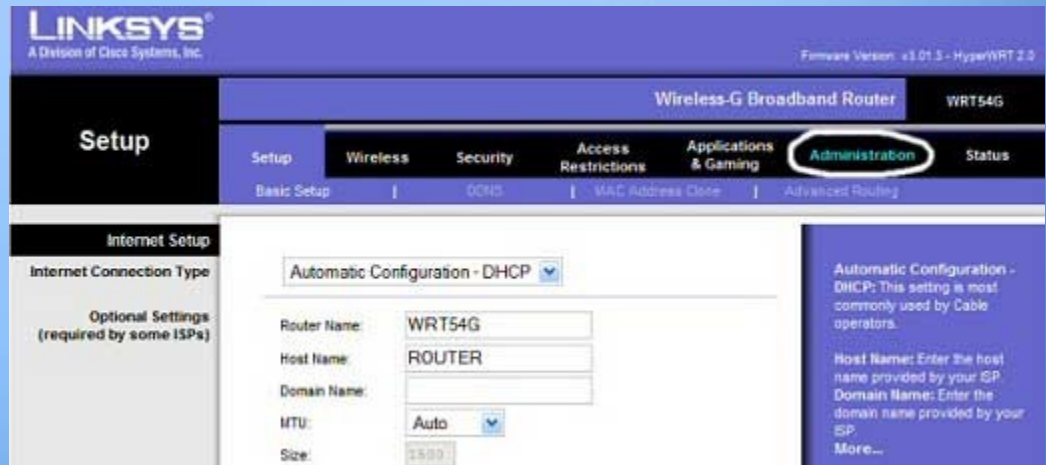 LINKSYS®
A Division of Cisco Systems, Inc.
Firmware Version: v3.01.3 - HyperWRT 2.0
Wireless-G Broadband Router WRT54G
Setup
Setup Wireless Security Access Restrictions Applications & Gaming Administration Status
Basic Setup | DDNS | MAC Address Clone | Advanced Routing
Internet Setup
Internet Connection Type
Automatic Configuration - DHCP
Optional Settings
(required by some ISPs)
Router Name: WRT54G
Host Name: ROUTER
Domain Name:
MTU: Auto
Size: 1500
Automatic Configuration -
DHCP: This setting is most
commonly used by Cable
operators.
Host Name: Enter the host
name provided by your ISP.
Domain Name: Enter the
domain name provided by your
ISP.
More...